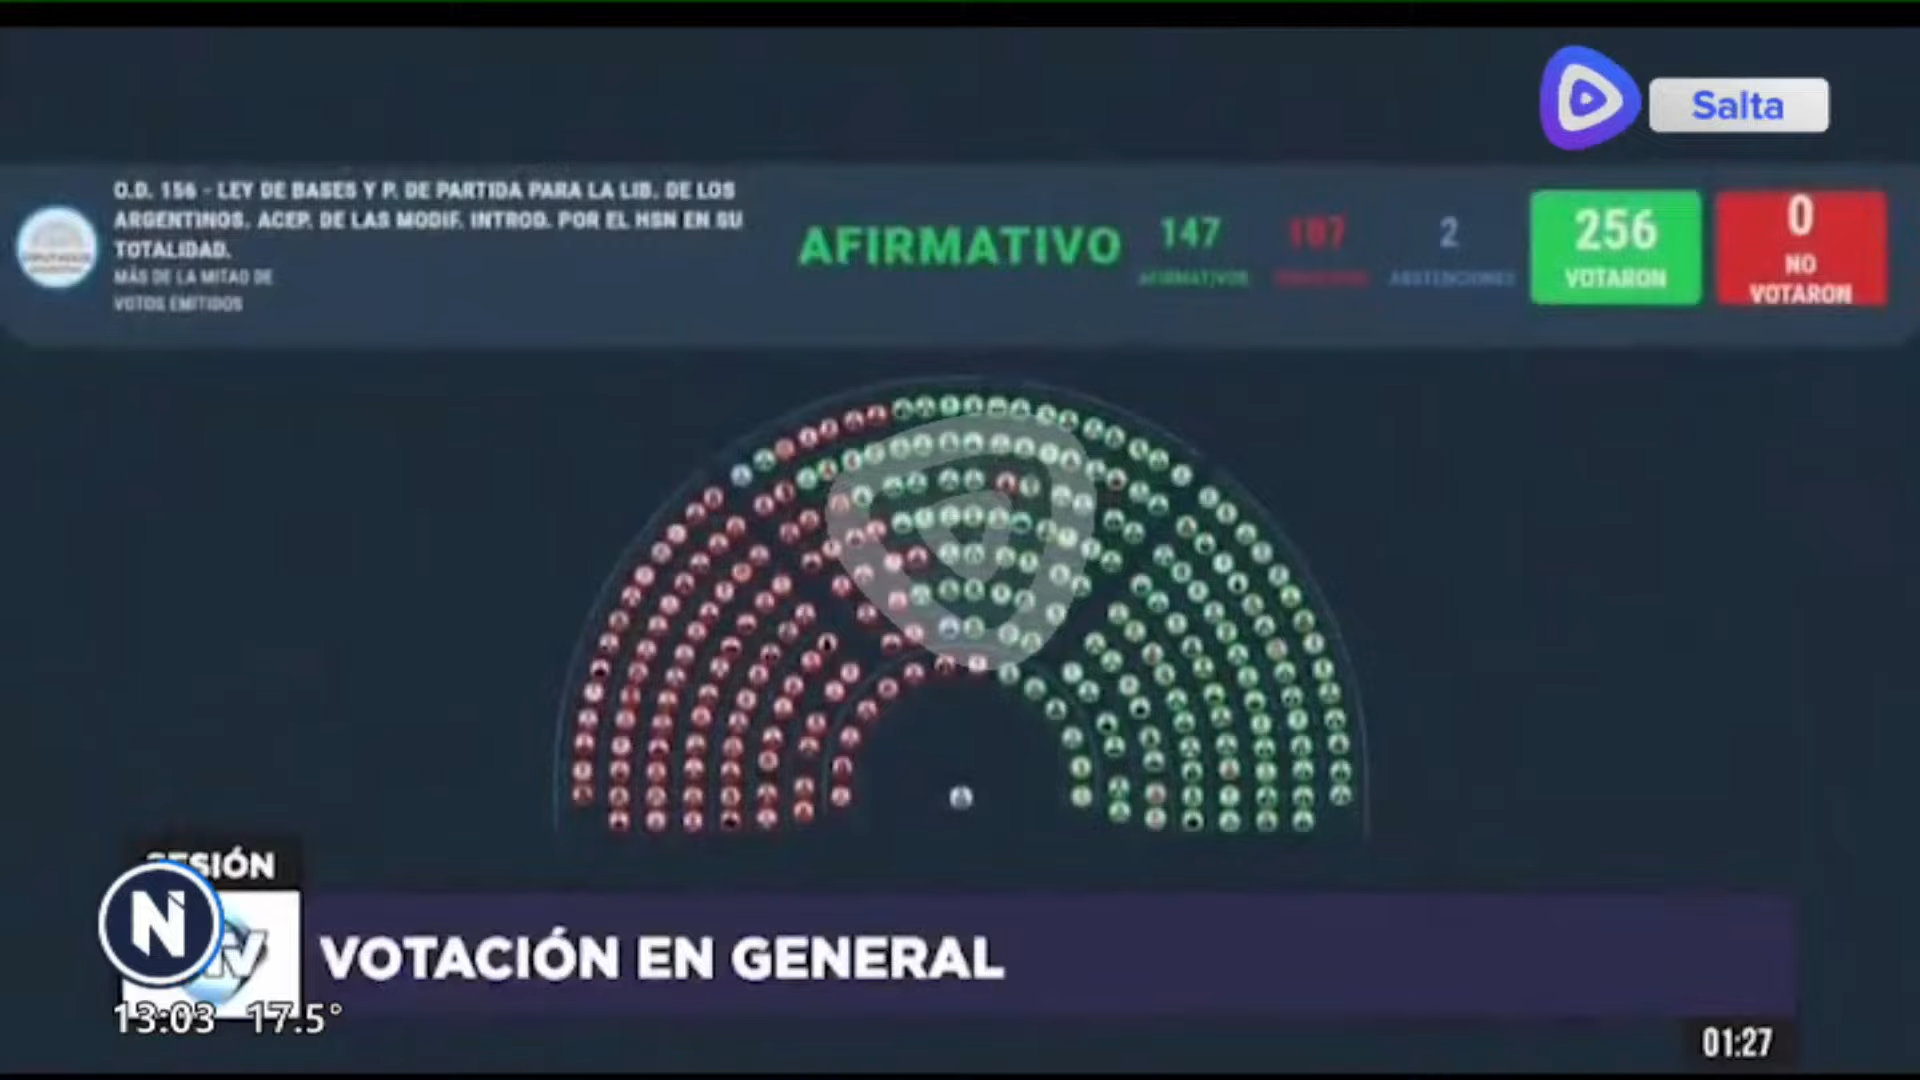 Salta
O.D. 156 - LEY DE BASES Y P. DE PARTIDA PARA LA LIB. DE LOS
ARGENTINOS. ACEP. DE LAS MODIF. INTROD. POR EL HSN EN SU
TOTALIDAD.
MÁS DE LA MITAD DE
VOTOS EMITIDOS
AFIRMATIVO
147
AFIRMATIVOS
107
2
ABSTENCIONES
256
VOTARON
0
NO
VOTARON
SESIÓN
N
VOTACIÓN EN GENERAL
13:03 17.5°
01:27